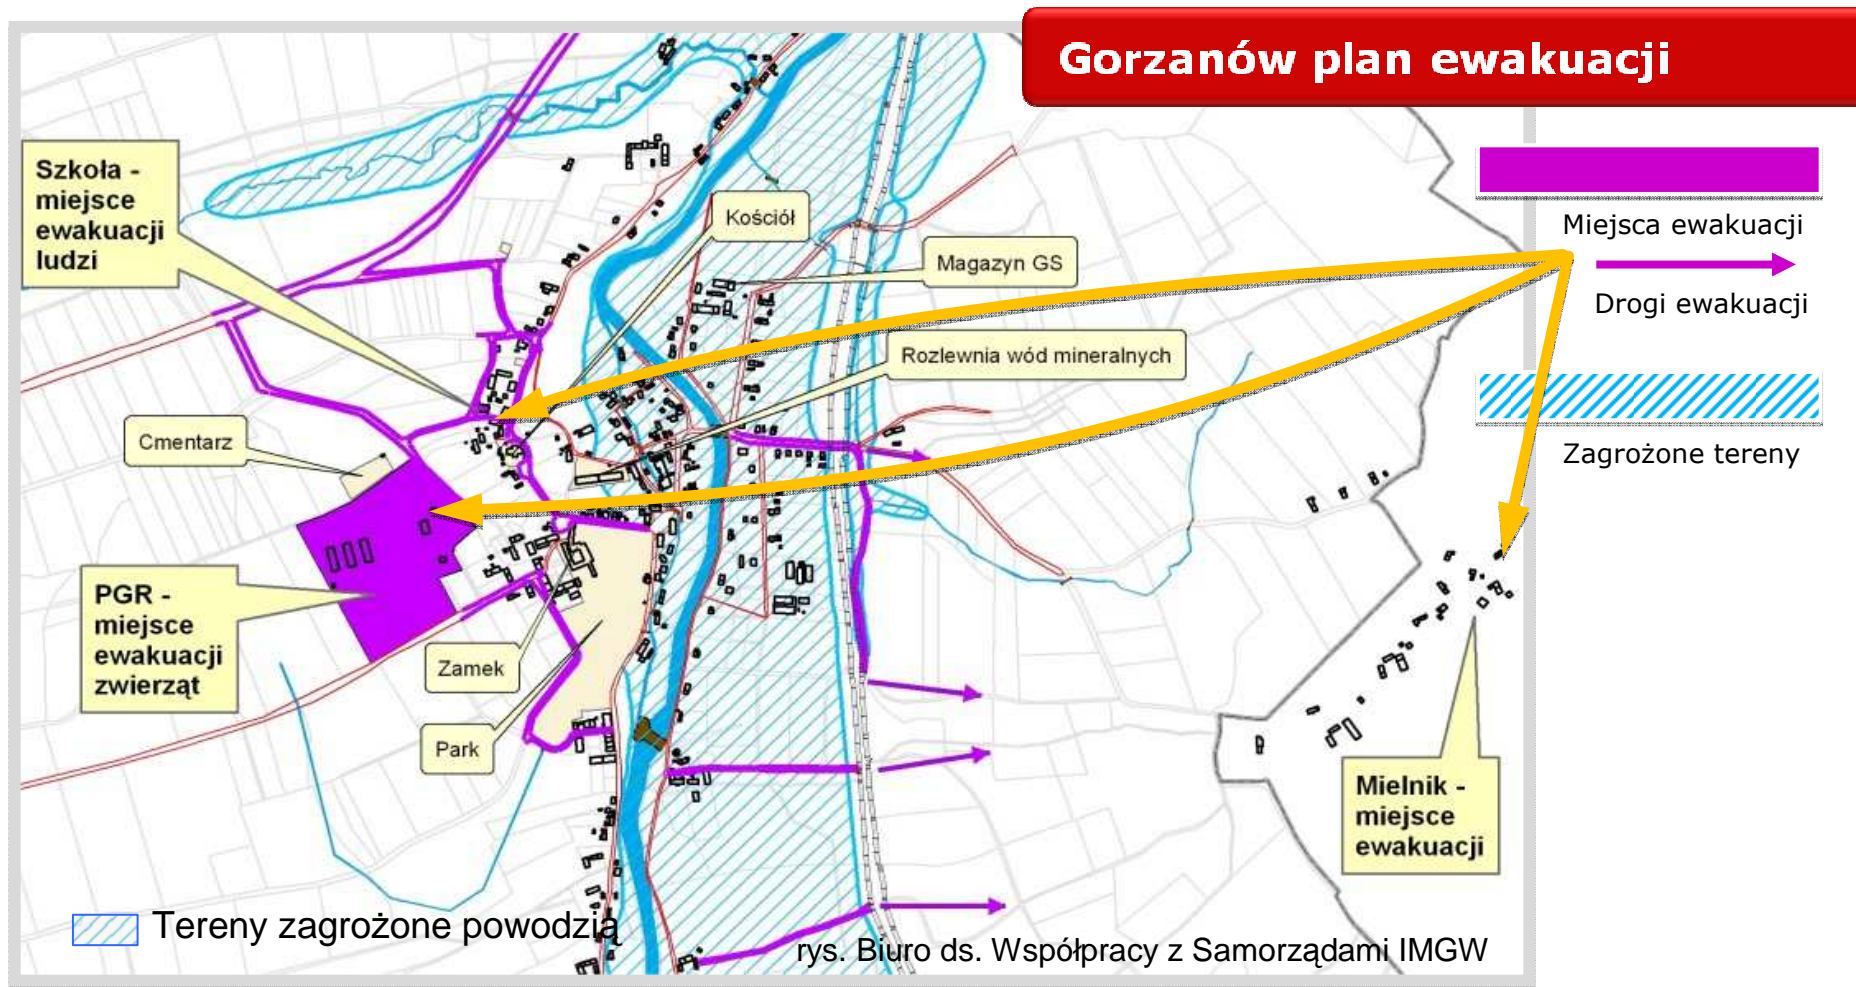 Gorzanów plan ewakuacji
Szkoła -
miejsce
ewakuacji
ludzi
Kościół
Magazyn GS
Rozlewnia wód mineralnych
Cmentarz
PGR -
miejsce
ewakuacji
zwierząt
Zamek
Park
Mielnik -
miejsce
ewakuacji
Miejsca ewakuacji
Drogi ewakuacji
Zagrożone tereny
Tereny zagrożone powodzią
rys. Biuro ds. Współpracy z Samorządami IMGW